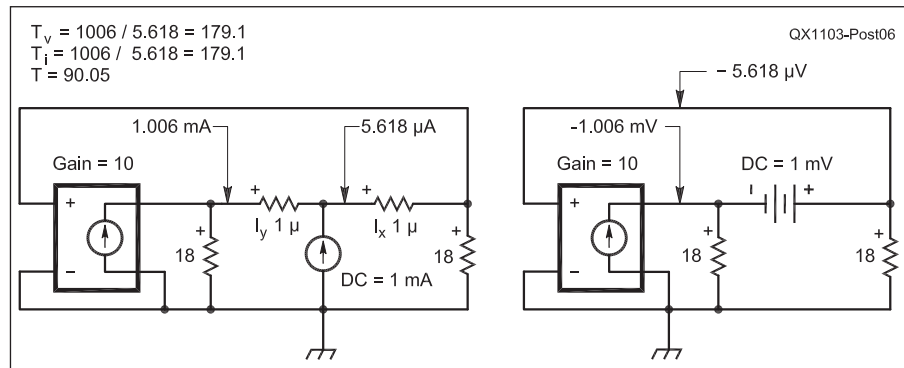 T_v = 1006 / 5.618 = 179.1
T_i = 1006 / 5.618 = 179.1
T = 90.05
QX1103-Post06
1.006 mA
5.618 µA
Gain = 10
+
+
I_y 1 µ
+
I_x 1 µ
+
18
−
DC = 1 mA
+
18
− 5.618 µV
-1.006 mV
Gain = 10
DC = 1 mV
+
-
+
+
18
−
+
18